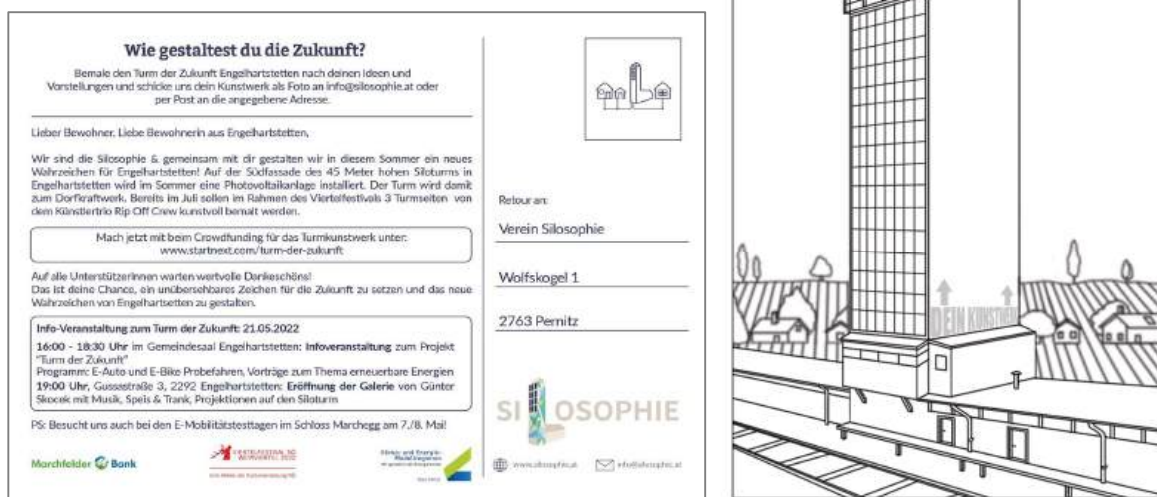 Wie gestaltest du die Zukunft?
Bemale den Turm der Zukunft Engelhartstetten nach deinen Ideen und
Vorstellungen und schicke uns dein Kunstwerk als Foto an info@silosophie.at oder
per Post an die angegebene Adresse.
Lieber Bewohner, Liebe Bewohnerin aus Engelhartstetten,
Wir sind die Silosophie & gemeinsam mit dir gestalten wir in diesem Sommer ein neues
Wahrzeichen für Engelhartstetten! Auf der Südfassade des 45 Meter hohen Siloturms in
Engelhartstetten wird im Sommer eine Photovoltaikanlage installiert. Der Turm wird damit
zum Dorfkraftwerk. Bereits im Juli sollen im Rahmen des Viertelfestivals 3 Turmseiten von
dem Künstlertrio Rip Off Crew kunstvoll bemalt werden.
Mach jetzt mit beim Crowdfunding für das Turmkunstwerk unter:
www.startnext.com/turm-der-zukunft
Auf alle UnterstützerInnen warten wertvolle Dankeschöns!
Das ist deine Chance, ein unübersehbares Zeichen für die Zukunft zu setzen und das neue
Wahrzeichen von Engelhartsetten zu gestalten.
Info-Veranstaltung zum Turm der Zukunft: 21.05.2022
16:00 - 18:30 Uhr im Gemeindesaal Engelhartstetten: Infoveranstaltung zum Projekt
"Turm der Zukunft"
Programm: E-Auto und E-Bike Probefahren, Vorträge zum Thema erneuerbare Energien
19:00 Uhr, Gussastraße 3, 2292 Engelhartstetten: Eröffnung der Galerie von Günter
Skocek mit Musik, Speis & Trank, Projektionen auf den Siloturm
PS: Besucht uns auch bei den E-Mobilitätstesttagen im Schloss Marchegg am 7./8. Mai!
Marchfelder Bank
VIERTELFESTIVAL NÖ
WEINVIERTEL 2022
Klima- und Energie-
Modellregionen
Retour an:
Verein Silosophie
Wolfskogel 1
2763 Pernitz
SILOSOPHIE
www.silosophie.at
info@silosophie.at
DEIN KUNSTWERK